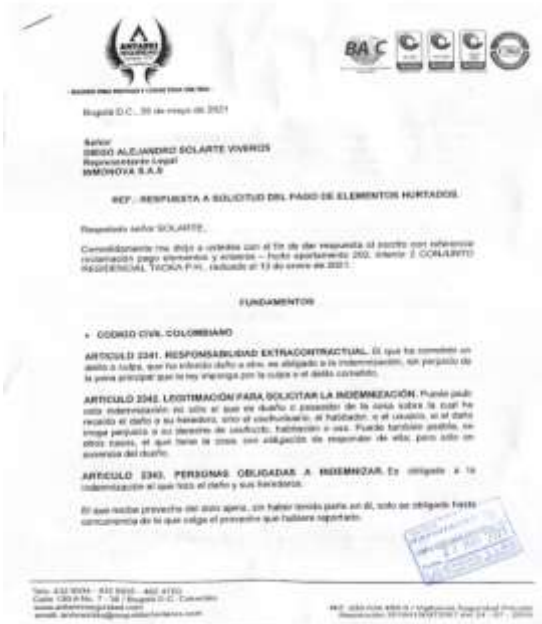 ANTARES
SEGURIDAD
BASC
Bogotá D.C., de mayo de 2021
Señor
DIEGO ALEJANDRO SOLARTE VIVEROS
Representante Legal
INMONOVA S.A.S
REF.: RESPUESTA A SOLICITUD DEL PAGO DE ELEMENTOS HURTADOS.
Respetado señor SOLARTE,
Comedidamente me dirijo a ustedes con el fin de dar respuesta al escrito con referencia
reclamación pago elementos y enseres – hurto apartamento 202, interior 2 CONJUNTO
RESIDENCIAL P.H., radicado el 13 de enero de 2021.
FUNDAMENTOS
• CODIGO CIVIL COLOMBIANO
ARTICULO 2341. RESPONSABILIDAD EXTRACONTRACTUAL. El que ha cometido un
delito o culpa, que ha inferido daño a otro, es obligado a la indemnización, sin perjuicio de
la pena principal que la ley imponga por la culpa o el delito cometido.
ARTICULO 2342. LEGITIMACIÓN PARA SOLICITAR LA INDEMNIZACIÓN. Puede pedir
esta indemnización no sólo el que es dueño o poseedor de la cosa sobre la cual ha
recaído el daño o su heredero, sino el usufructuario, el habitador, o el usuario, si el daño
irroga perjuicio a su derecho de usufructo, habitación o uso. Puede también pedirla, en
otros casos, el que tiene la cosa, con obligación de responder de ella; pero sólo en
ausencia del dueño.
ARTICULO 2343. PERSONAS OBLIGADAS A INDEMNIZAR. Es obligado a la
indemnización el que hizo el daño y sus herederos.
El que recibe provecho del dolo ajeno, sin haber tenido parte en él, solo es obligado hasta
concurrencia de lo que valga el provecho que hubiere reportado.
Bogotá D.C. Colombia